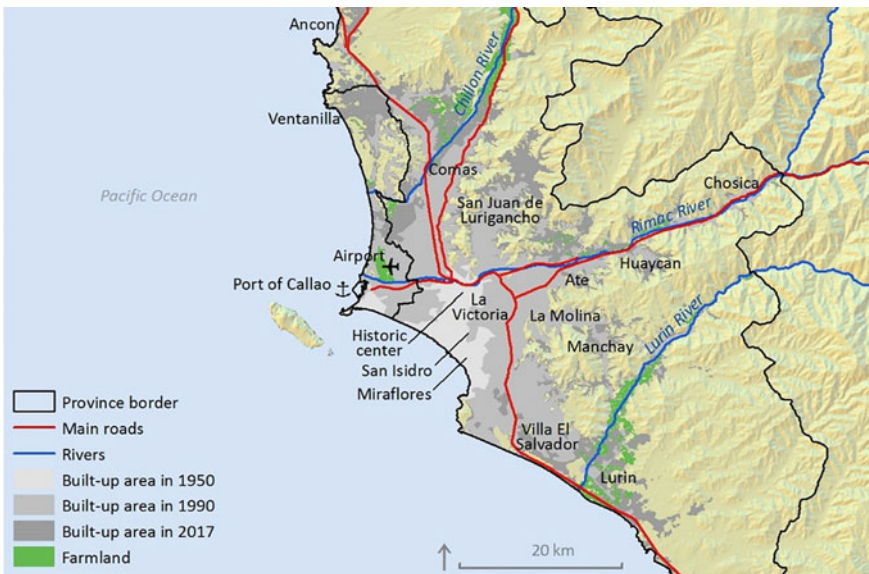 Ancon
Chillon River
Ventanilla
Comas
Pacific Ocean
San Juan de
Lurigancho
Chosica
Rimac River
Airport
Huaycan
Port of Callao
Ate
La
Victoria
La Molina
Lurin River
Historic
center
Manchay
San Isidro
Miraflores
Villa El
Salvador
Lurin
Province border
Main roads
Rivers
Built-up area in 1950
Built-up area in 1990
Built-up area in 2017
Farmland
20 km